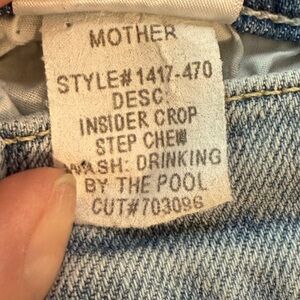 MOTHER
STYLE#1417-470
DESC.
INSIDER CROP
STEP CHEW
WASH: DRINKING
BY THE POOL
CUT#703096